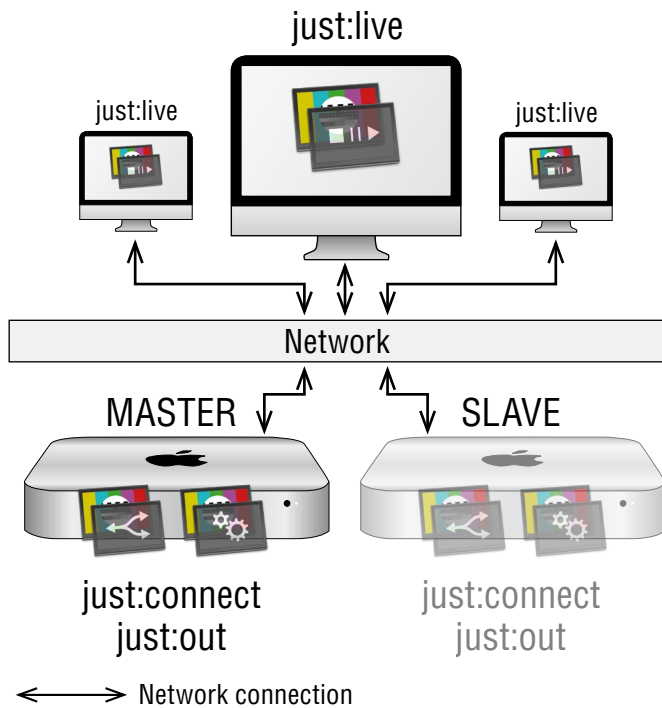 just:live
just:live
just:live
Network
MASTER
SLAVE
just:connect
just:out
just:connect
just:out
Network connection